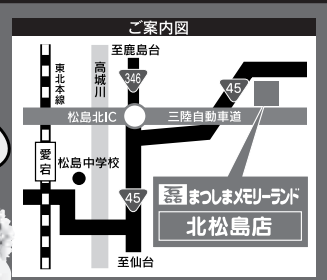 ご案内図
至鹿島台
東北本線
高城川
346
45
松島北IC
三陸自動車道
愛宕
松島中学校
45
磊 まつしまメモリーランド
北松島店
至仙台